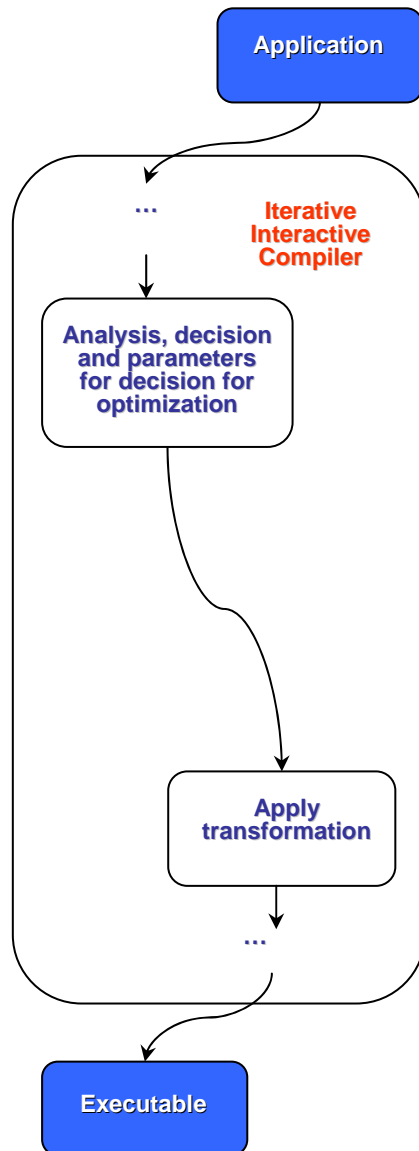 Application
...
Iterative
Interactive
Compiler
Analysis, decision
and parameters
for decision for
optimization
Apply
transformation
...
Executable